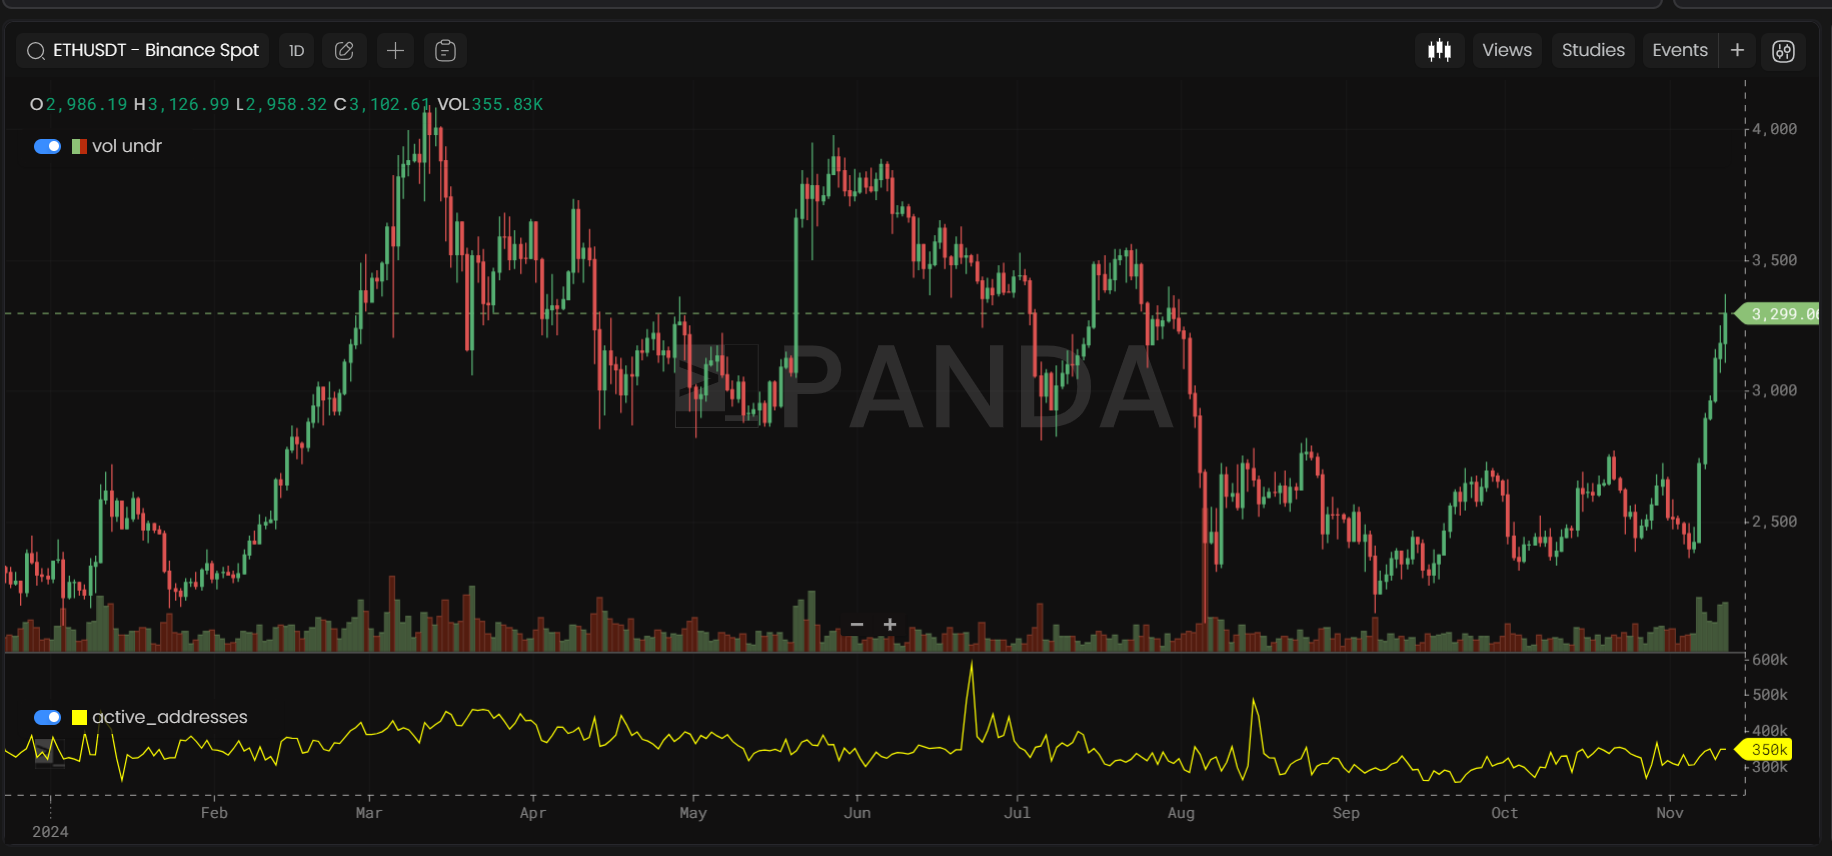 ETHUSDT - Binance Spot 1D Views Studies Events +
O2,986.19 H3,126.99 L2,958.32 C3,102.61 VOL355.83K
vol undr
4,000
3,500
3,299.0
3,000
2,500
PANDA
− +
600k
500k
400k
350k
300k
active_addresses
Feb Mar Apr May Jun Jul Aug Sep Oct Nov
2024